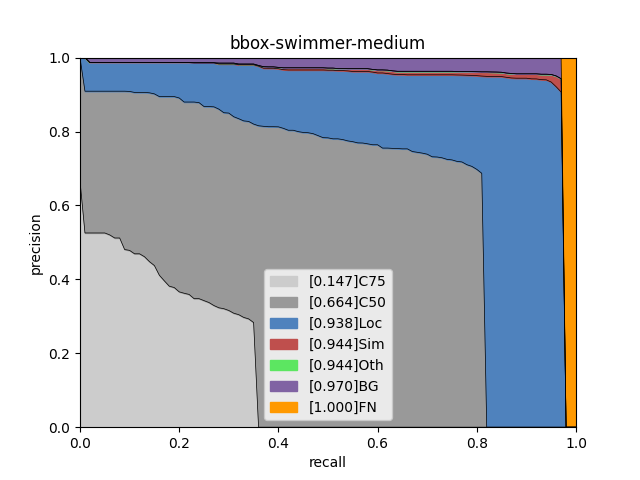 bbox-swimmer-medium
1.0
0.8
0.6
0.4
0.2
0.0
precision
[0.147]C75
[0.664]C50
[0.938]Loc
[0.944]Sim
[0.944]Oth
[0.970]BG
[1.000]FN
0.0 0.2 0.4 0.6 0.8 1.0
recall